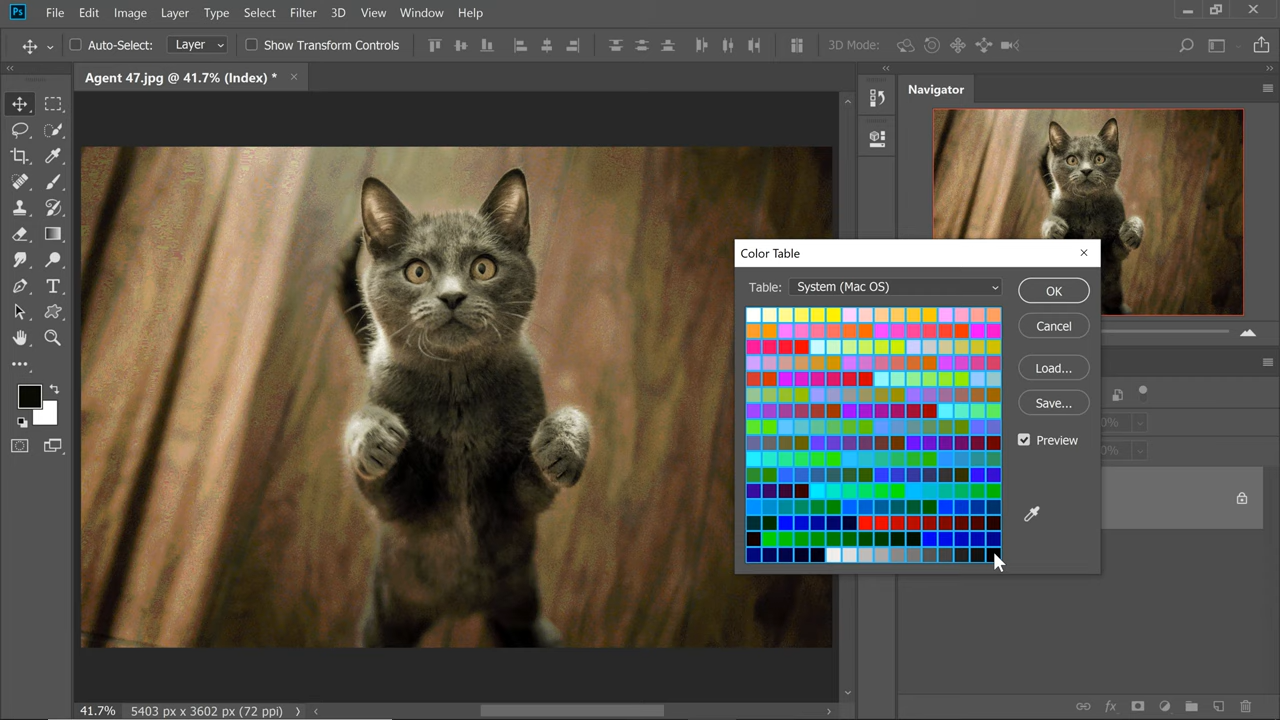 Ps File Edit Image Layer Type Select Filter 3D View Window Help
Auto-Select: Layer Show Transform Controls 3D Mode:
Agent 47.jpg @ 41.7% (Index) *
Navigator
Color Table
Table: System (Mac OS)
OK
Cancel
Load...
Save...
Preview
T
fx
41.7% 5403 px x 3602 px (72 ppi)